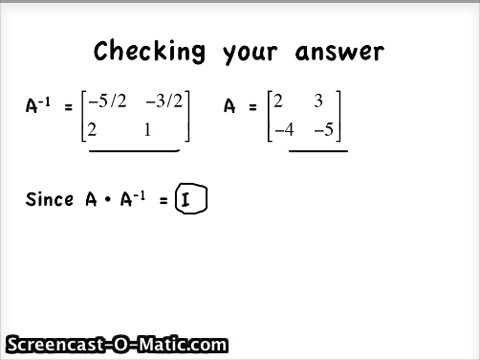 Checking your answer
A⁻¹ = [−5/2 −3/2 A = [2 3
2 1] −4 −5]
Since A • A⁻¹ = I
Screencast-O-Matic.com